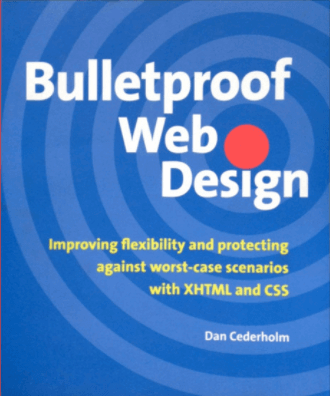 Bulletproof
Web
Design
Improving flexibility and protecting
against worst-case scenarios
with XHTML and CSS
Dan Cederholm